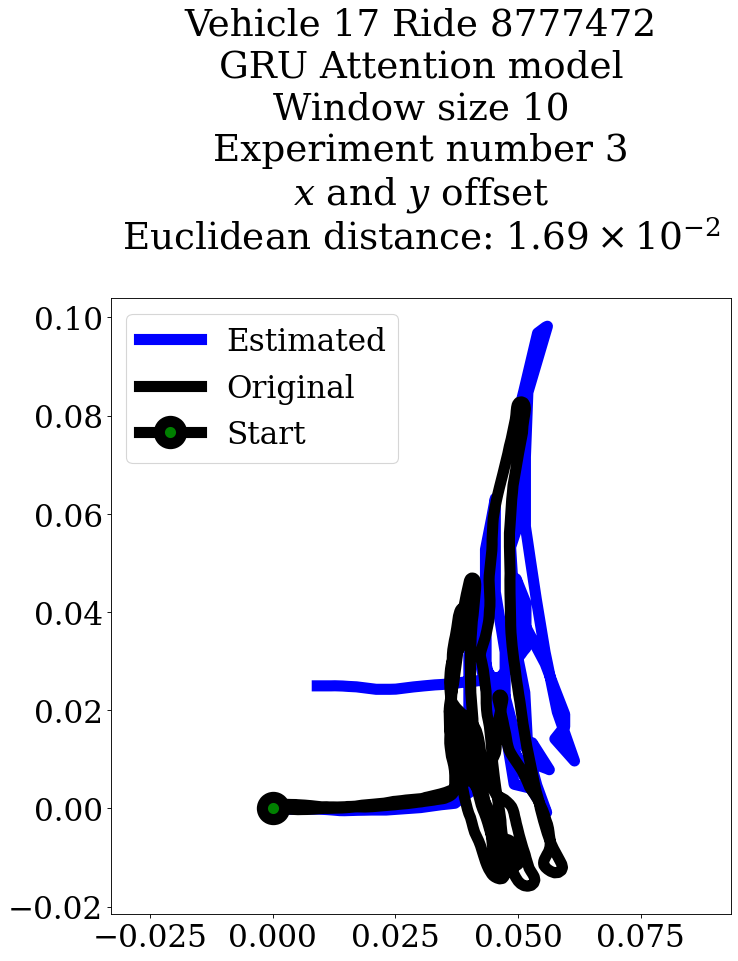 Vehicle 17 Ride 8777472
GRU Attention model
Window size 10
Experiment number 3
x and y offset
Euclidean distance: 1.69 × 10⁻²
Estimated
Original
Start
0.10
0.08
0.06
0.04
0.02
0.00
−0.02
−0.025 0.000 0.025 0.050 0.075